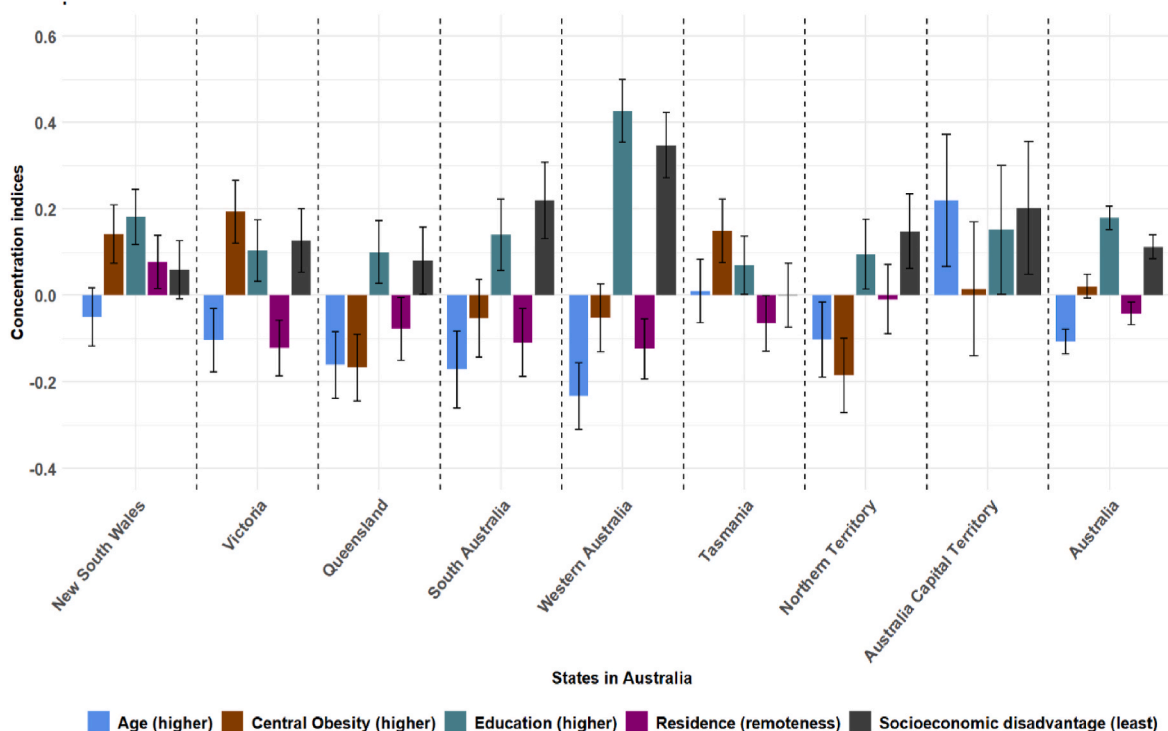 0.6
0.4
0.2
0.0
-0.2
-0.4
Concentration indices
New South Wales
Victoria
Queensland
South Australia
Western Australia
Tasmania
Northern Territory
Australia Capital Territory
Australia
States in Australia
Age (higher) Central Obesity (higher) Education (higher) Residence (remoteness) Socioeconomic disadvantage (least)